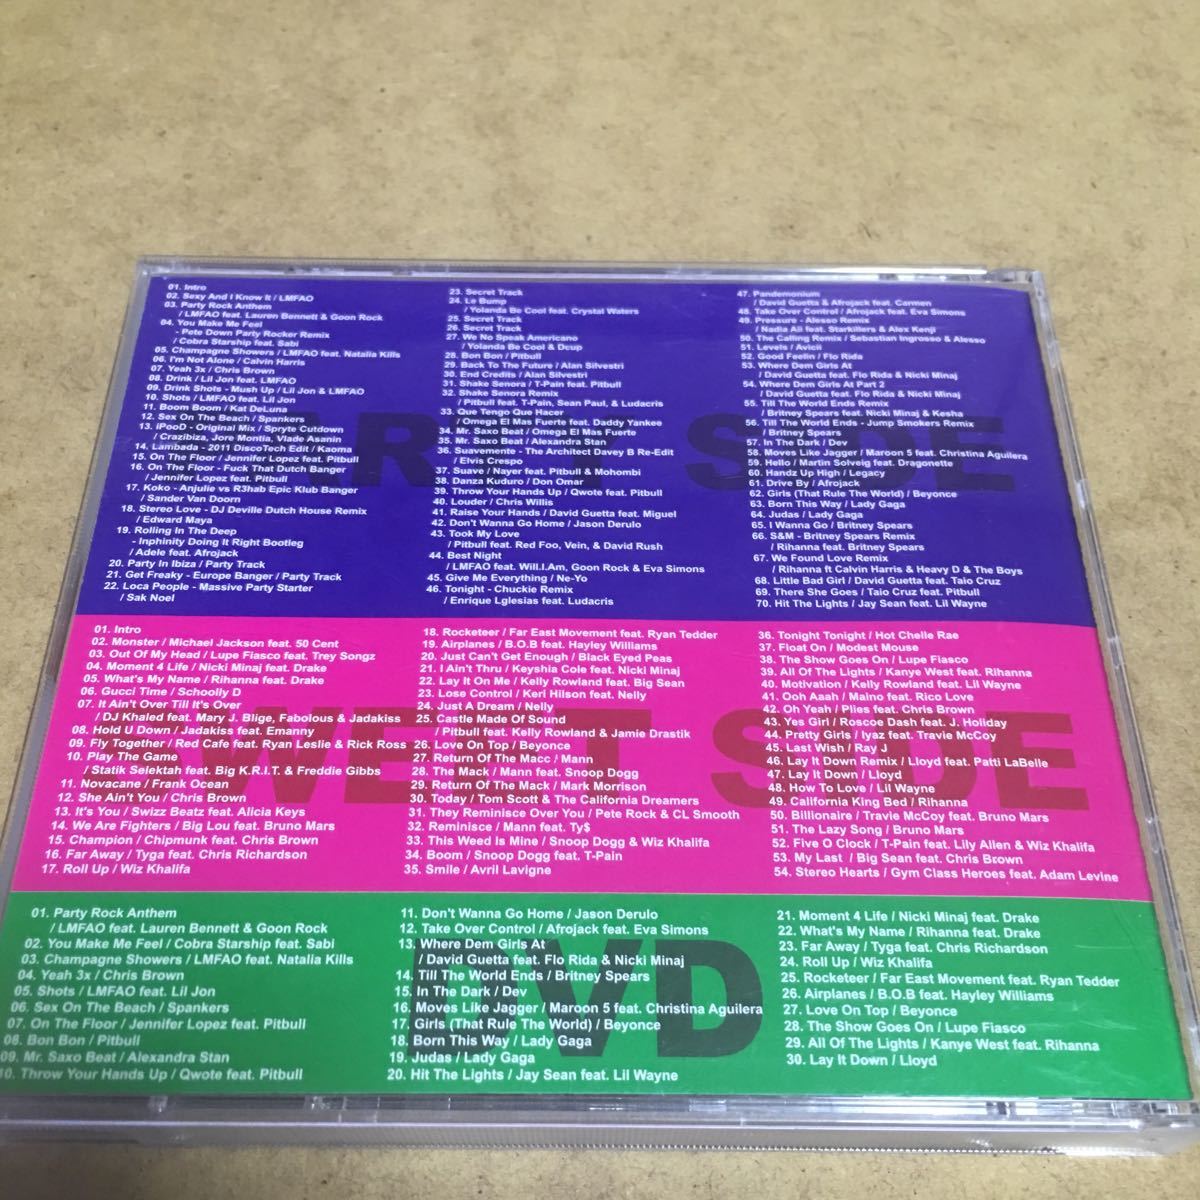 01. Intro
02. Sexy And I Know It / LMFAO
03. Party Rock Anthem
/ LMFAO feat. Lauren Bennett & Goon Rock
04. You Make Me Feel
- Pete Down Party Rocker Remix
/ Cobra Starship feat. Sabi
05. Champagne Showers / LMFAO feat. Natalia Kills
06. I'm Not Alone / Calvin Harris
07. Yeah 3x / Chris Brown
08. Drink / Lil Jon feat. LMFAO
09. Drink Shots - Mush Up / Lil Jon & LMFAO
10. Shots / LMFAO feat. Lil Jon
11. Boom Boom / Kat DeLuna
12. Sex On The Beach / Spankers
13. iPooD - Original Mix / Spryte Cutdown
/ Crazibiza, Jore Montia, Vlade Asanin
14. Lambada - 2011 DiscoTech Edit / Kaoma
15. On The Floor / Jennifer Lopez feat. Pitbull
16. On The Floor - Fuck That Dutch Banger
/ Jennifer Lopez feat. Pitbull
17. Koko - Anjulie vs R3hab Epic Klub Banger
/ Sander Van Doorn
18. Stereo Love - DJ Deville Dutch House Remix
/ Edward Maya
19. Rolling In The Deep
- Inphinity Doing It Right Bootleg
/ Adele feat. Afrojack
20. Party In Ibiza / Party Track
21. Get Freaky - Europe Banger / Party Track
22. Loca People - Massive Party Starter
/ Sak Noel
23. Secret Track
24. Le Bump
/ Yolanda Be Cool feat. Crystal Waters
25. Secret Track
26. Secret Track
27. We No Speak Americano
/ Yolanda Be Cool & Dcup
28. Bon Bon / Pitbull
29. Back To The Future / Alan Silvestri
30. End Credits / Alan Silvestri
31. Shake Senora / T-Pain feat. Pitbull
32. Shake Senora Remix
/ Pitbull feat. T-Pain, Sean Paul, & Ludacris
33. Que Tengo Que Hacer
/ Omega El Mas Fuerte feat. Daddy Yankee
34. Mr. Saxo Beat / Omega El Mas Fuerte
35. Mr. Saxo Beat / Alexandra Stan
36. Suavemente - The Architect Davey B Re-Edit
/ Elvis Crespo
37. Suave / Nayer feat. Pitbull & Mohombi
38. Danza Kuduro / Don Omar
39. Throw Your Hands Up / Qwote feat. Pitbull
40. Louder / Chris Willis
41. Raise Your Hands / David Guetta feat. Miguel
42. Don't Wanna Go Home / Jason Derulo
43. Took My Love
/ Pitbull feat. Red Foo, Vein, & David Rush
44. Best Night
/ LMFAO feat. Will.I.Am, Goon Rock & Eva Simons
45. Give Me Everything / Ne-Yo
46. Tonight - Chuckie Remix
/ Enrique Lglesias feat. Ludacris
47. Pandemonium
/ David Guetta & Afrojack feat. Carmen
48. Take Over Control / Afrojack feat. Eva Simons
49. Pressure - Alesso Remix
/ Nadia Ali feat. Starkillers & Alex Kenji
50. The Calling Remix / Sebastian Ingrosso & Alesso
51. Levels / Avicii
52. Good Feelin / Flo Rida
53. Where Dem Girls At
/ David Guetta feat. Flo Rida & Nicki Minaj
54. Where Dem Girls At Part 2
/ David Guetta feat. Flo Rida & Nicki Minaj
55. Till The World Ends Remix
/ Britney Spears feat. Nicki Minaj & Kesha
56. Till The World Ends - Jump Smokers Remix
/ Britney Spears
57. In The Dark / Dev
58. Moves Like Jagger / Maroon 5 feat. Christina Aguilera
59. Hello / Martin Solveig feat. Dragonette
60. Handz Up High / Legacy
61. Drive By / Afrojack
62. Girls (That Rule The World) / Beyonce
63. Born This Way / Lady Gaga
64. Judas / Lady Gaga
65. I Wanna Go / Britney Spears
66. S&M - Britney Spears Remix
/ Rihanna feat. Britney Spears
67. We Found Love Remix
/ Rihanna ft Calvin Harris & Heavy D & The Boys
68. Little Bad Girl / David Guetta feat. Taio Cruz
69. There She Goes / Taio Cruz feat. Pitbull
70. Hit The Lights / Jay Sean feat. Lil Wayne
SIDE
01. Intro
02. Monster / Michael Jackson feat. 50 Cent
03. Out Of My Head / Lupe Fiasco feat. Trey Songz
04. Moment 4 Life / Nicki Minaj feat. Drake
05. What's My Name / Rihanna feat. Drake
06. Gucci Time / Schoolly D
07. It Ain't Over Till It's Over
/ DJ Khaled feat. Mary J. Blige, Fabolous & Jadakiss
08. Hold U Down / Jadakiss feat. Emanny
09. Fly Together / Red Cafe feat. Ryan Leslie & Rick Ross
10. Play The Game
/ Statik Selektah feat. Big K.R.I.T. & Freddie Gibbs
11. Novacane / Frank Ocean
12. She Ain't You / Chris Brown
13. It's You / Swizz Beatz feat. Alicia Keys
14. We Are Fighters / Big Lou feat. Bruno Mars
15. Champion / Chipmunk feat. Chris Brown
16. Far Away / Tyga feat. Chris Richardson
17. Roll Up / Wiz Khalifa
18. Rocketeer / Far East Movement feat. Ryan Tedder
19. Airplanes / B.O.B feat. Hayley Williams
20. Just Can't Get Enough / Black Eyed Peas
21. I Ain't Thru / Keyshia Cole feat. Nicki Minaj
22. Lay It On Me / Kelly Rowland feat. Big Sean
23. Lose Control / Keri Hilson feat. Nelly
24. Just A Dream / Nelly
25. Castle Made Of Sound
/ Pitbull feat. Kelly Rowland & Jamie Drastik
26. Love On Top / Beyonce
27. Return Of The Macc / Mann
28. The Mack / Mann feat. Snoop Dogg
29. Return Of The Mack / Mark Morrison
30. Today / Tom Scott & The California Dreamers
31. They Reminisce Over You / Pete Rock & CL Smooth
32. Reminisce / Mann feat. Ty$
33. This Weed Is Mine / Snoop Dogg & Wiz Khalifa
34. Boom / Snoop Dogg feat. T-Pain
35. Smile / Avril Lavigne
36. Tonight Tonight / Hot Chelle Rae
37. Float On / Modest Mouse
38. The Show Goes On / Lupe Fiasco
39. All Of The Lights / Kanye West feat. Rihanna
40. Motivation / Kelly Rowland feat. Lil Wayne
41. Ooh Aaah / Maino feat. Rico Love
42. Oh Yeah / Plies feat. Chris Brown
43. Yes Girl / Roscoe Dash feat. J. Holiday
44. Pretty Girls / Iyaz feat. Travie McCoy
45. Last Wish / Ray J
46. Lay It Down Remix / Lloyd feat. Patti LaBelle
47. Lay It Down / Lloyd
48. How To Love / Lil Wayne
49. California King Bed / Rihanna
50. Billionaire / Travie McCoy feat. Bruno Mars
51. The Lazy Song / Bruno Mars
52. Five O Clock / T-Pain feat. Lily Allen & Wiz Khalifa
53. My Last / Big Sean feat. Chris Brown
54. Stereo Hearts / Gym Class Heroes feat. Adam Levine
SWEET SIDE
01. Party Rock Anthem
/ LMFAO feat. Lauren Bennett & Goon Rock
02. You Make Me Feel / Cobra Starship feat. Sabi
03. Champagne Showers / LMFAO feat. Natalia Kills
04. Yeah 3x / Chris Brown
05. Shots / LMFAO feat. Lil Jon
06. Sex On The Beach / Spankers
07. On The Floor / Jennifer Lopez feat. Pitbull
08. Bon Bon / Pitbull
09. Mr. Saxo Beat / Alexandra Stan
10. Throw Your Hands Up / Qwote feat. Pitbull
11. Don't Wanna Go Home / Jason Derulo
12. Take Over Control / Afrojack feat. Eva Simons
13. Where Dem Girls At
/ David Guetta feat. Flo Rida & Nicki Minaj
14. Till The World Ends / Britney Spears
15. In The Dark / Dev
16. Moves Like Jagger / Maroon 5 feat. Christina Aguilera
17. Girls (That Rule The World) / Beyonce
18. Born This Way / Lady Gaga
19. Judas / Lady Gaga
20. Hit The Lights / Jay Sean feat. Lil Wayne
21. Moment 4 Life / Nicki Minaj feat. Drake
22. What's My Name / Rihanna feat. Drake
23. Far Away / Tyga feat. Chris Richardson
24. Roll Up / Wiz Khalifa
25. Rocketeer / Far East Movement feat. Ryan Tedder
26. Airplanes / B.O.B feat. Hayley Williams
27. Love On Top / Beyonce
28. The Show Goes On / Lupe Fiasco
29. All Of The Lights / Kanye West feat. Rihanna
30. Lay It Down / Lloyd
DVD